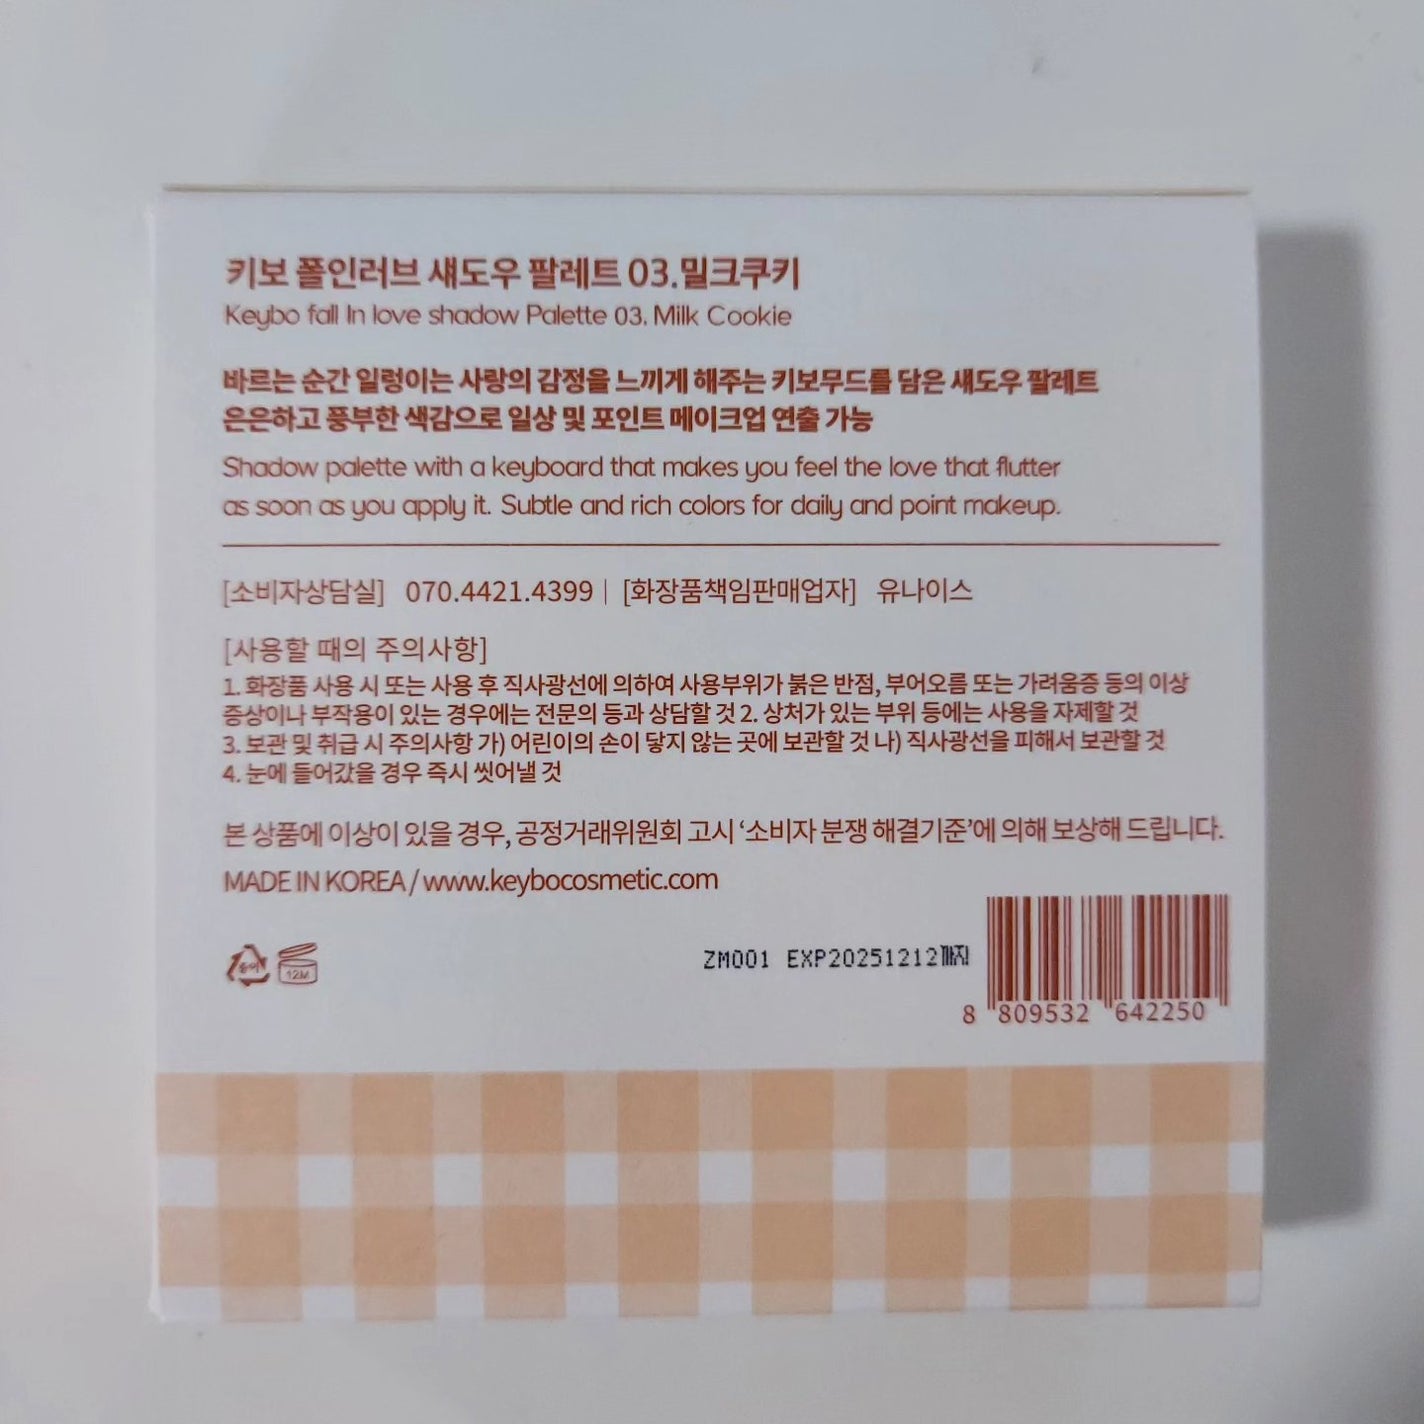 키보 폴인러브 섀도우 팔레트 03.밀크쿠키
Keybo fall In love shadow Palette 03. Milk Cookie
바르는 순간 일렁이는 사랑의 감정을 느끼게 해주는 키보무드를 담은 섀도우 팔레트
은은하고 풍부한 색감으로 일상 및 포인트 메이크업 연출 가능
Shadow palette with a keyboard that makes you feel the love that flutter
as soon as you apply it. Subtle and rich colors for daily and point makeup.
[소비자상담실] 070.4421.4399 | [화장품책임판매업자] 유나이스
[사용할 때의 주의사항]
1. 화장품 사용 시 또는 사용 후 직사광선에 의하여 사용부위가 붉은 반점, 부어오름 또는 가려움증 등의 이상
증상이나 부작용이 있는 경우에는 전문의 등과 상담할 것 2. 상처가 있는 부위 등에는 사용을 자제할 것
3. 보관 및 취급 시 주의사항 가) 어린이의 손이 닿지 않는 곳에 보관할 것 나) 직사광선을 피해서 보관할 것
4. 눈에 들어갔을 경우 즉시 씻어낼 것
본 상품에 이상이 있을 경우, 공정거래위원회 고시 ‘소비자 분쟁 해결기준’에 의해 보상해 드립니다.
MADE IN KOREA / www.keybocosmetic.com
종이
12M
ZM001 EXP20251212까지
8 809532 642250